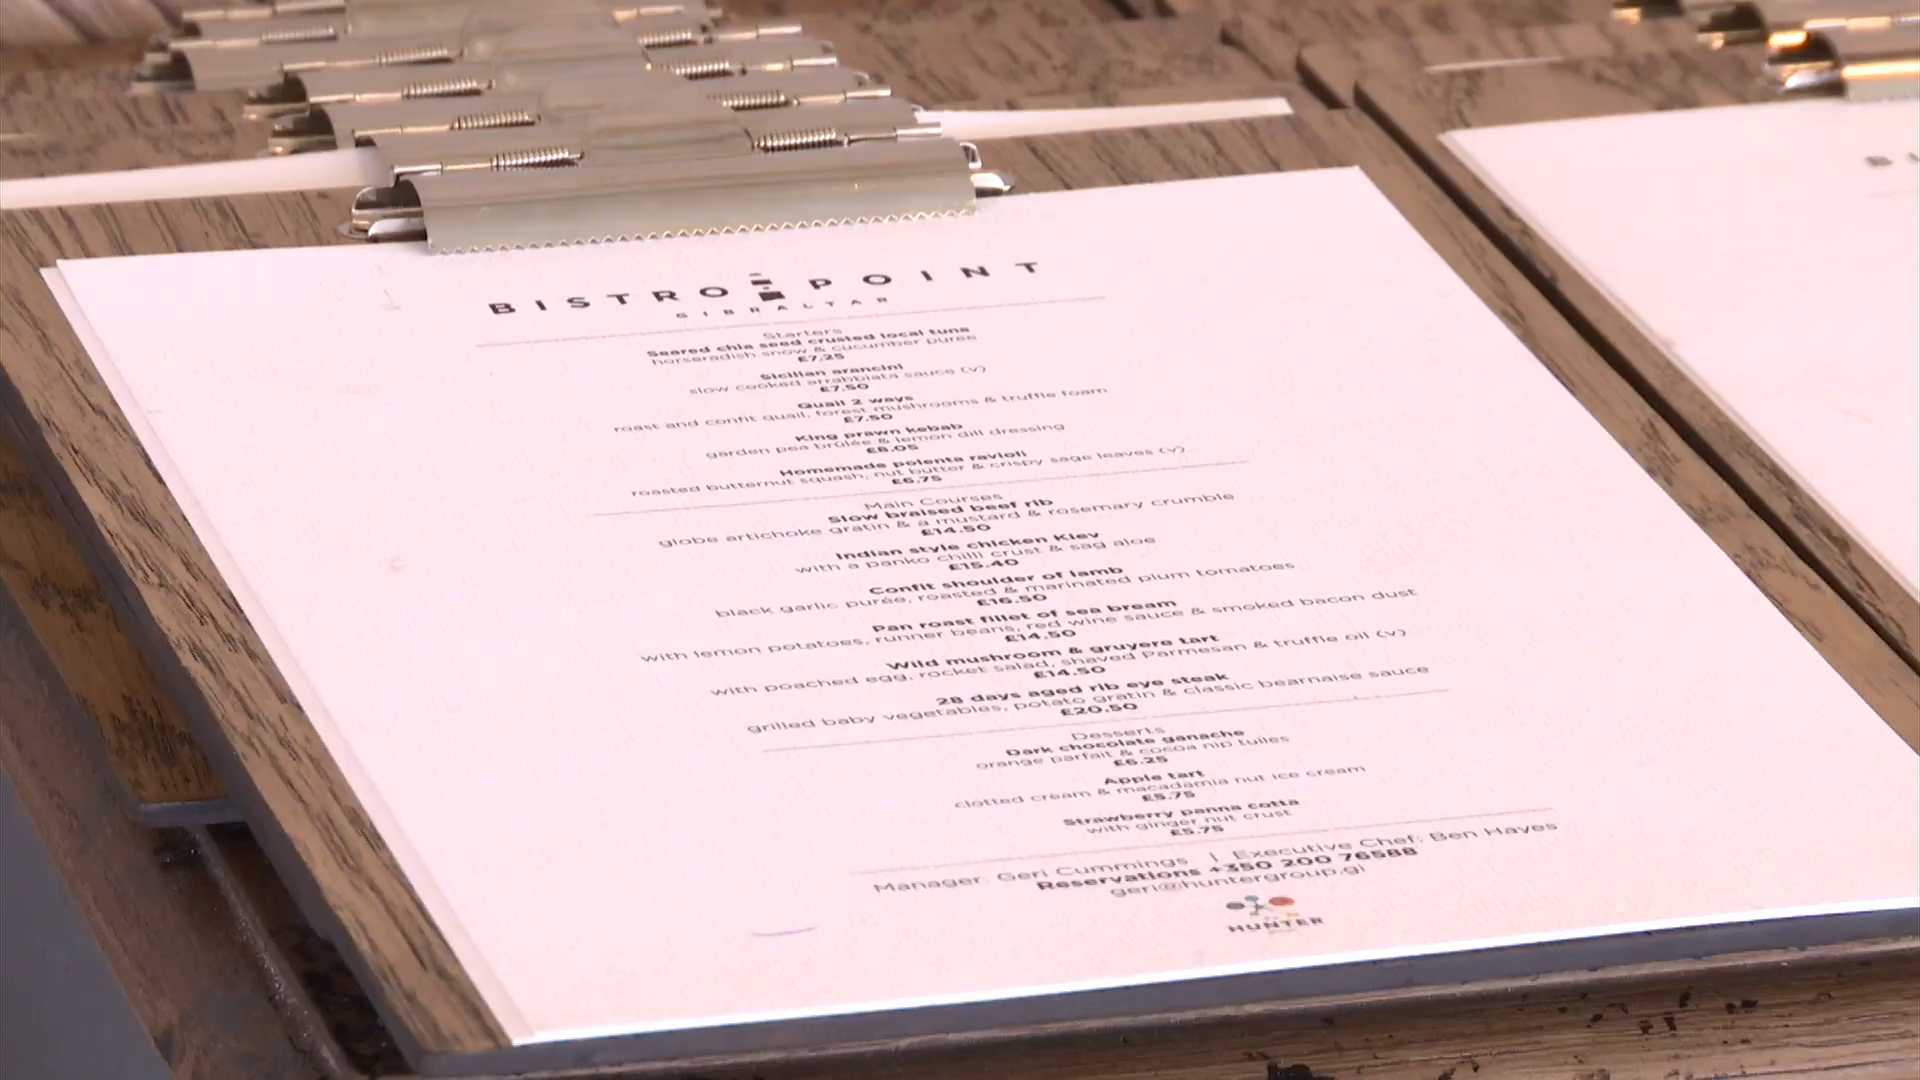 BISTRO POINT
GIBRALTAR
Starters
Seared chia seed crusted local tuna
horseradish snow & cucumber puree
£7.25
Sicilian arancini
slow cooked arrabbiata sauce (v)
£7.50
Quail 2 ways
roast and confit quail, forest mushrooms & truffle foam
£7.50
King prawn kebab
garden pea brûlée & lemon dill dressing
£8.05
Homemade polenta ravioli
roasted butternut squash, nut butter & crispy sage leaves (v)
£6.75
Main Courses
Slow braised beef rib
globe artichoke gratin & a mustard & rosemary crumble
£14.50
Indian style chicken Kiev
with a panko chilli crust & sag aloe
£15.40
Confit shoulder of lamb
black garlic purée, roasted & marinated plum tomatoes
£16.50
Pan roast fillet of sea bream
with lemon potatoes, runner beans, red wine sauce & smoked bacon dust
£14.50
Wild mushroom & gruyere tart
with poached egg, rocket salad, shaved Parmesan & truffle oil (v)
£14.50
28 days aged rib eye steak
grilled baby vegetables, potato gratin & classic bearnaise sauce
£20.50
Desserts
Dark chocolate ganache
orange parfait & cocoa nip tuiles
£6.25
Apple tart
clotted cream & macadamia nut ice cream
£5.75
Strawberry panna cotta
with ginger nut crust
£5.75
Manager: Geri Cummings | Executive Chef: Ben Hayes
Reservations +350 200 76588
geri@huntergroup.gi
HUNTER
BI